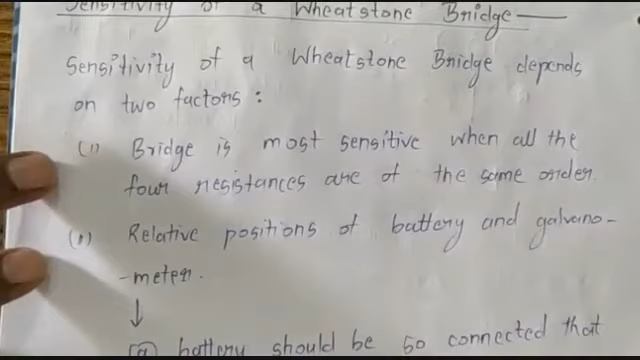 Sensitivity of a Wheatstone Bridge
Sensitivity of a Wheatstone Bridge depends
on two factors :
(1) Bridge is most sensitive when all the
four resistances are of the same order.
(1) Relative positions of battery and galvano-
-meter.
↓
(a) battery should be so connected that